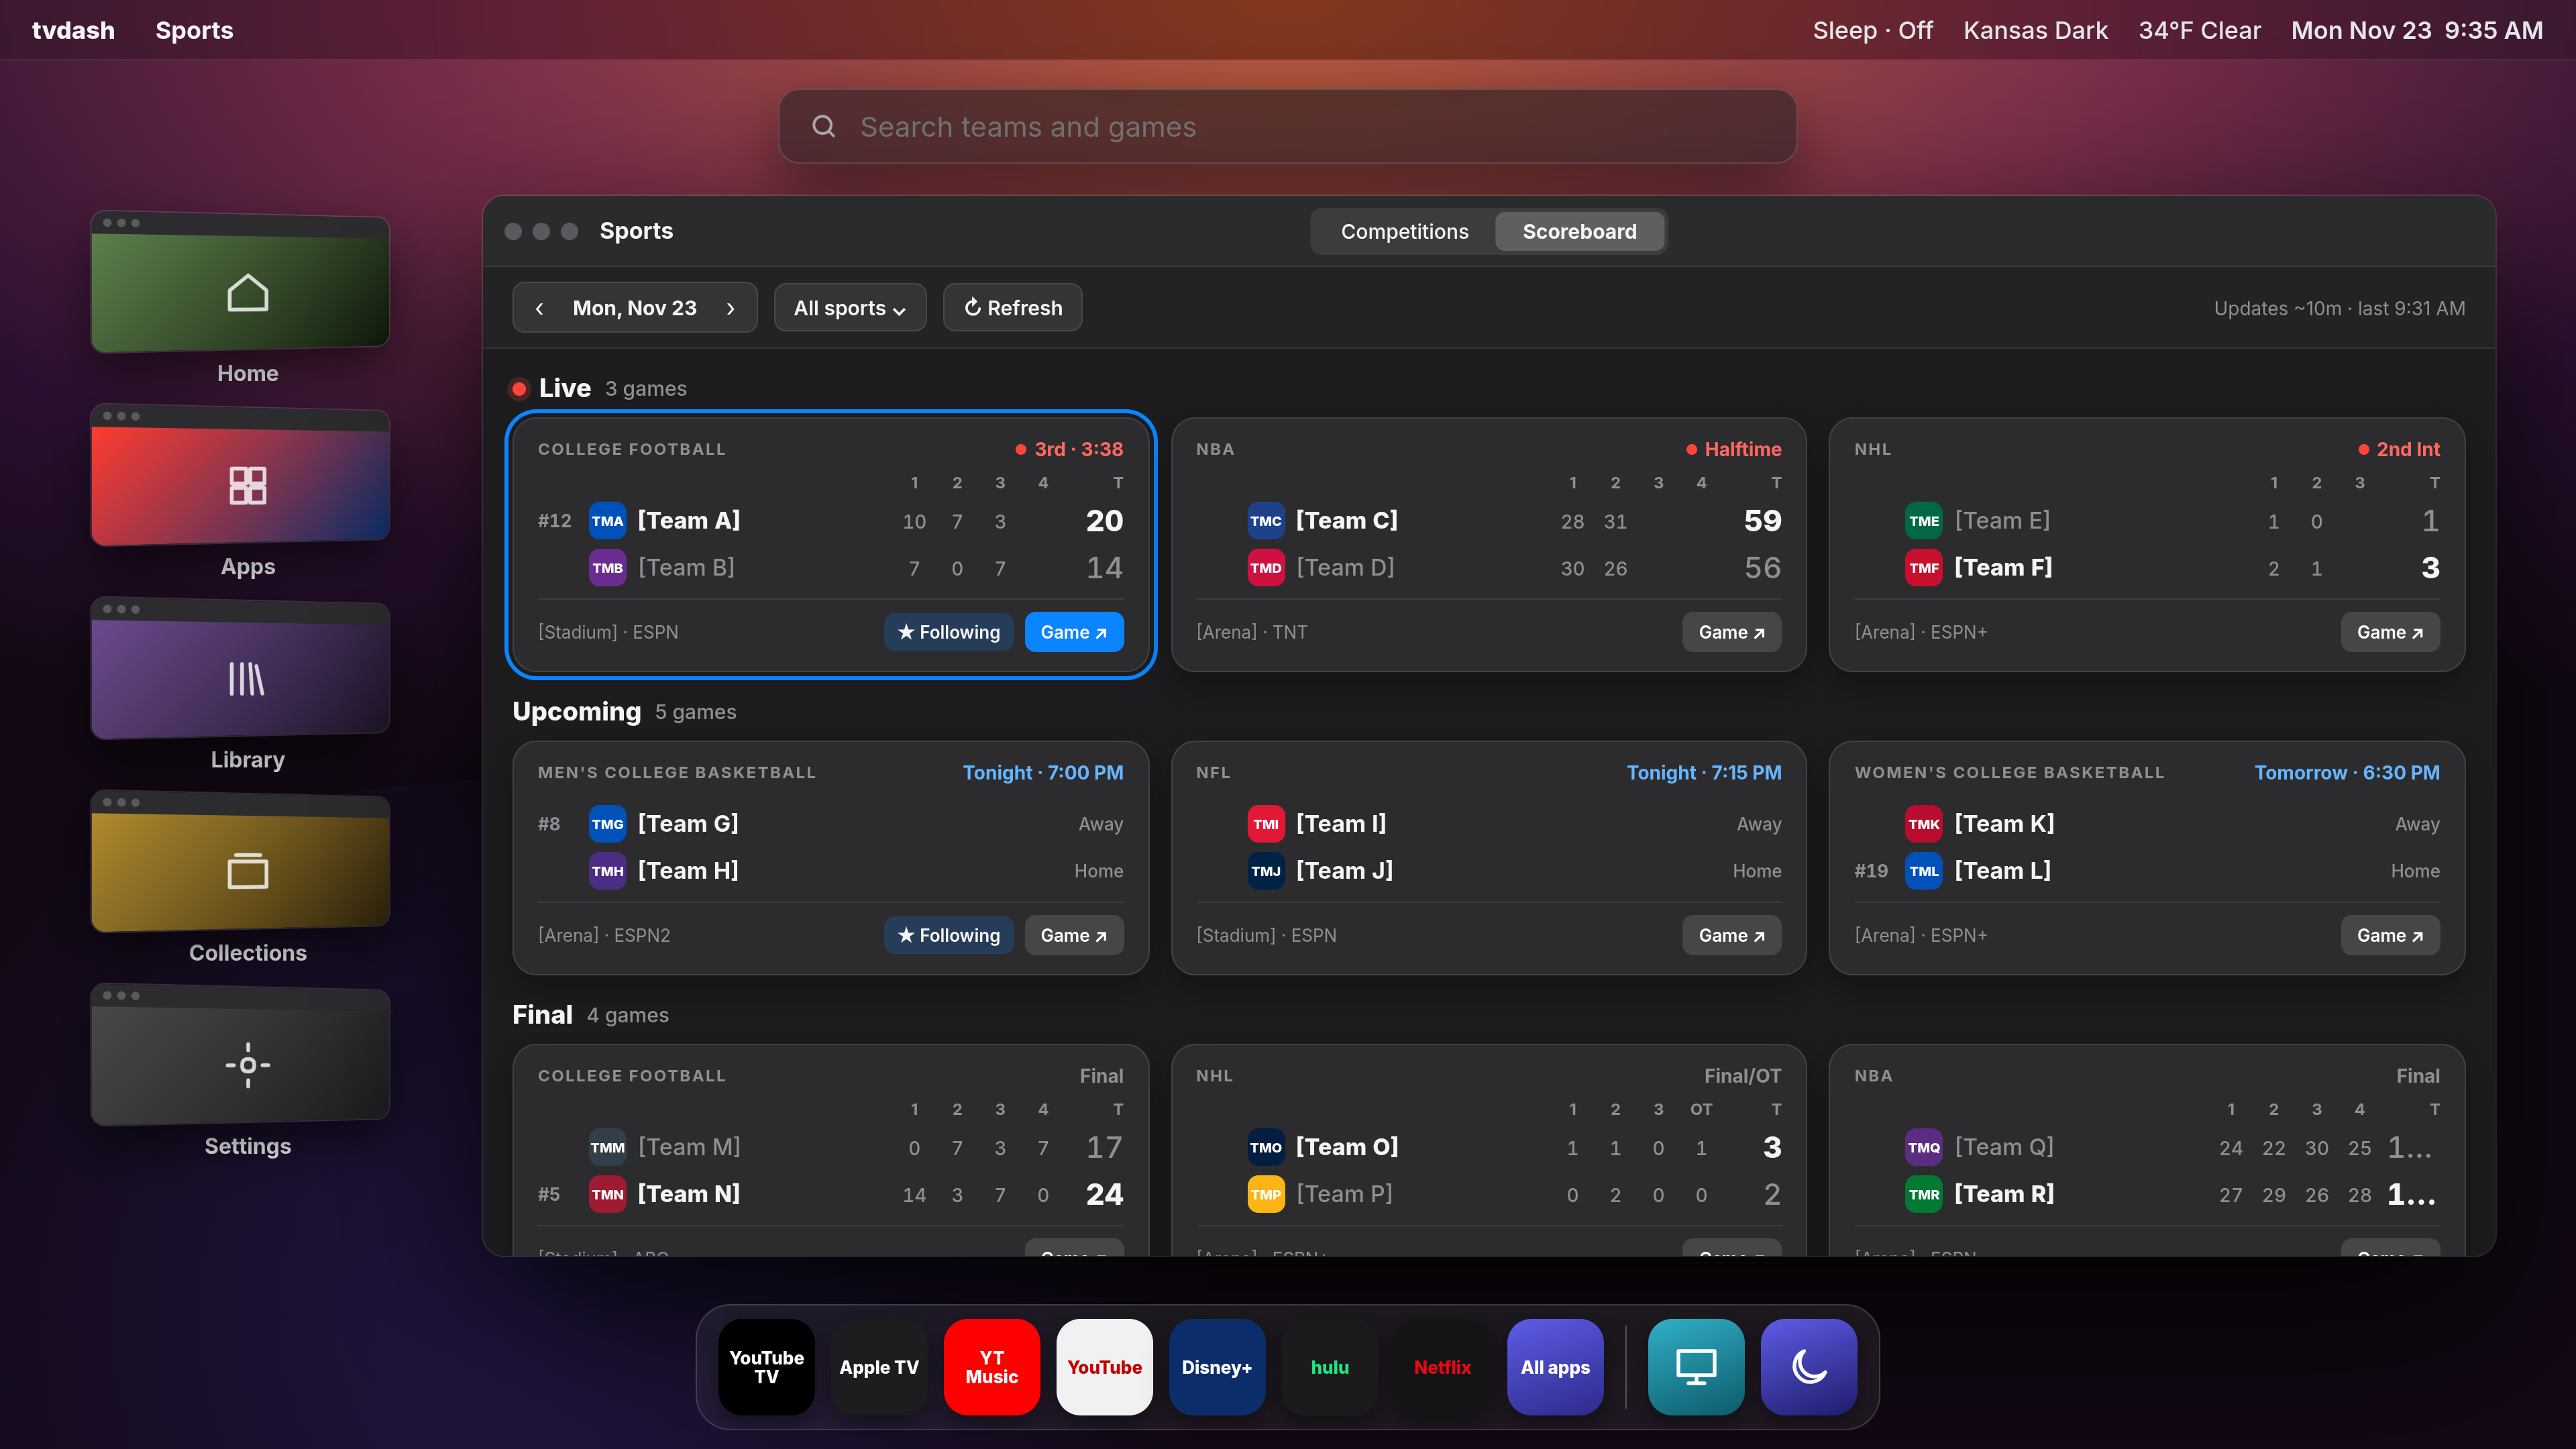 tvdash Sports Sleep · Off Kansas Dark 34°F Clear Mon Nov 23 9:35 AM
Search teams and games
Home
Apps
Library
Collections
Settings
Sports Competitions Scoreboard
‹ Mon, Nov 23 › All sports Refresh Updates ~10m · last 9:31 AM
Live 3 games
COLLEGE FOOTBALL 3rd · 3:38
1 2 3 4 T
#12 TMA [Team A] 10 7 3 20
TMB [Team B] 7 0 7 14
[Stadium] · ESPN ★ Following Game ↗
NBA Halftime
1 2 3 4 T
TMC [Team C] 28 31 59
TMD [Team D] 30 26 56
[Arena] · TNT Game ↗
NHL 2nd Int
1 2 3 T
TME [Team E] 1 0 1
TMF [Team F] 2 1 3
[Arena] · ESPN+ Game ↗
Upcoming 5 games
MEN'S COLLEGE BASKETBALL Tonight · 7:00 PM
#8 TMG [Team G] Away
TMH [Team H] Home
[Arena] · ESPN2 ★ Following Game ↗
NFL Tonight · 7:15 PM
TMI [Team I] Away
TMJ [Team J] Home
[Stadium] · ESPN Game ↗
WOMEN'S COLLEGE BASKETBALL Tomorrow · 6:30 PM
TMK [Team K] Away
#19 TML [Team L] Home
[Arena] · ESPN+ Game ↗
Final 4 games
COLLEGE FOOTBALL Final
1 2 3 4 T
TMM [Team M] 0 7 3 7 17
#5 TMN [Team N] 14 3 7 0 24
NHL Final/OT
1 2 3 OT T
TMO [Team O] 1 1 0 1 3
TMP [Team P] 0 2 0 0 2
NBA Final
1 2 3 4 T
TMQ [Team Q] 24 22 30 25 1...
TMR [Team R] 27 29 26 28 1...
YouTube
TV
Apple TV
YT
Music
YouTube
Disney+
hulu
Netflix
All apps